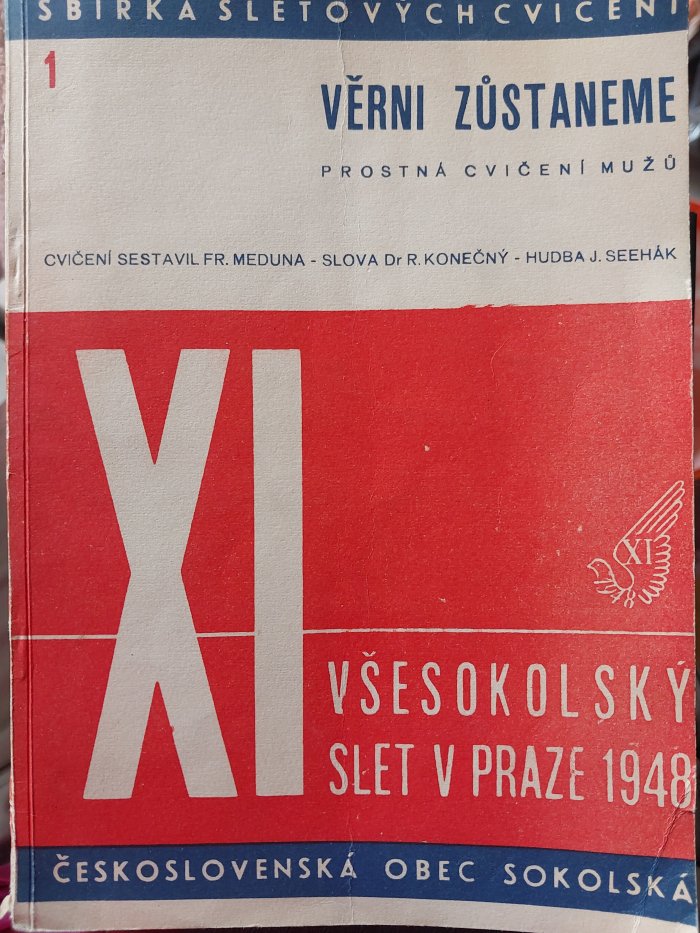 SBÍRKA SLETOVÝCH CVIČENÍ
1
VĚRNI ZŮSTANEME
PROSTNÁ CVIČENÍ MUŽŮ
CVIČENÍ SESTAVIL FR. MEDUNA - SLOVA Dr R. KONEČNÝ - HUDBA J. SEEHÁK
XI
XI
1948
VŠESOKOLSKÝ
SLET V PRAZE 1948
ČESKOSLOVENSKÁ OBEC SOKOLSKÁ